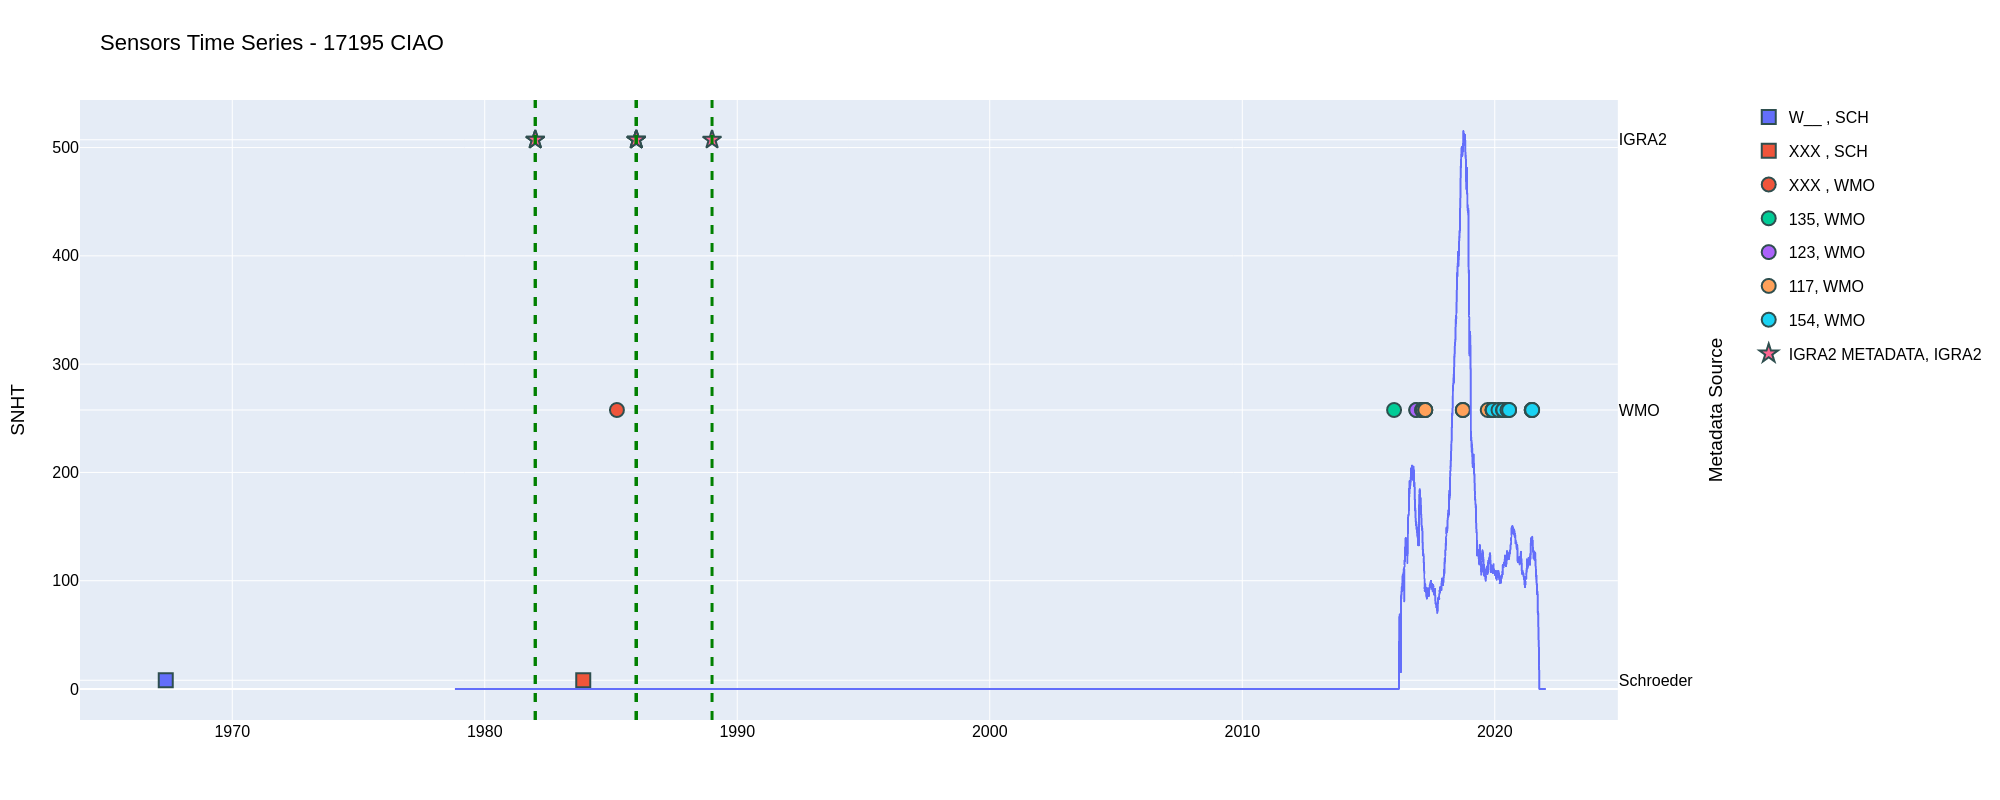 Sensors Time Series - 17195 CIAO
SNHT
500
400
300
200
100
0
1970
1980
1990
2000
2010
2020
IGRA2
WMO
Schroeder
Metadata Source
W__ , SCH
XXX , SCH
XXX , WMO
135, WMO
123, WMO
117, WMO
154, WMO
IGRA2 METADATA, IGRA2